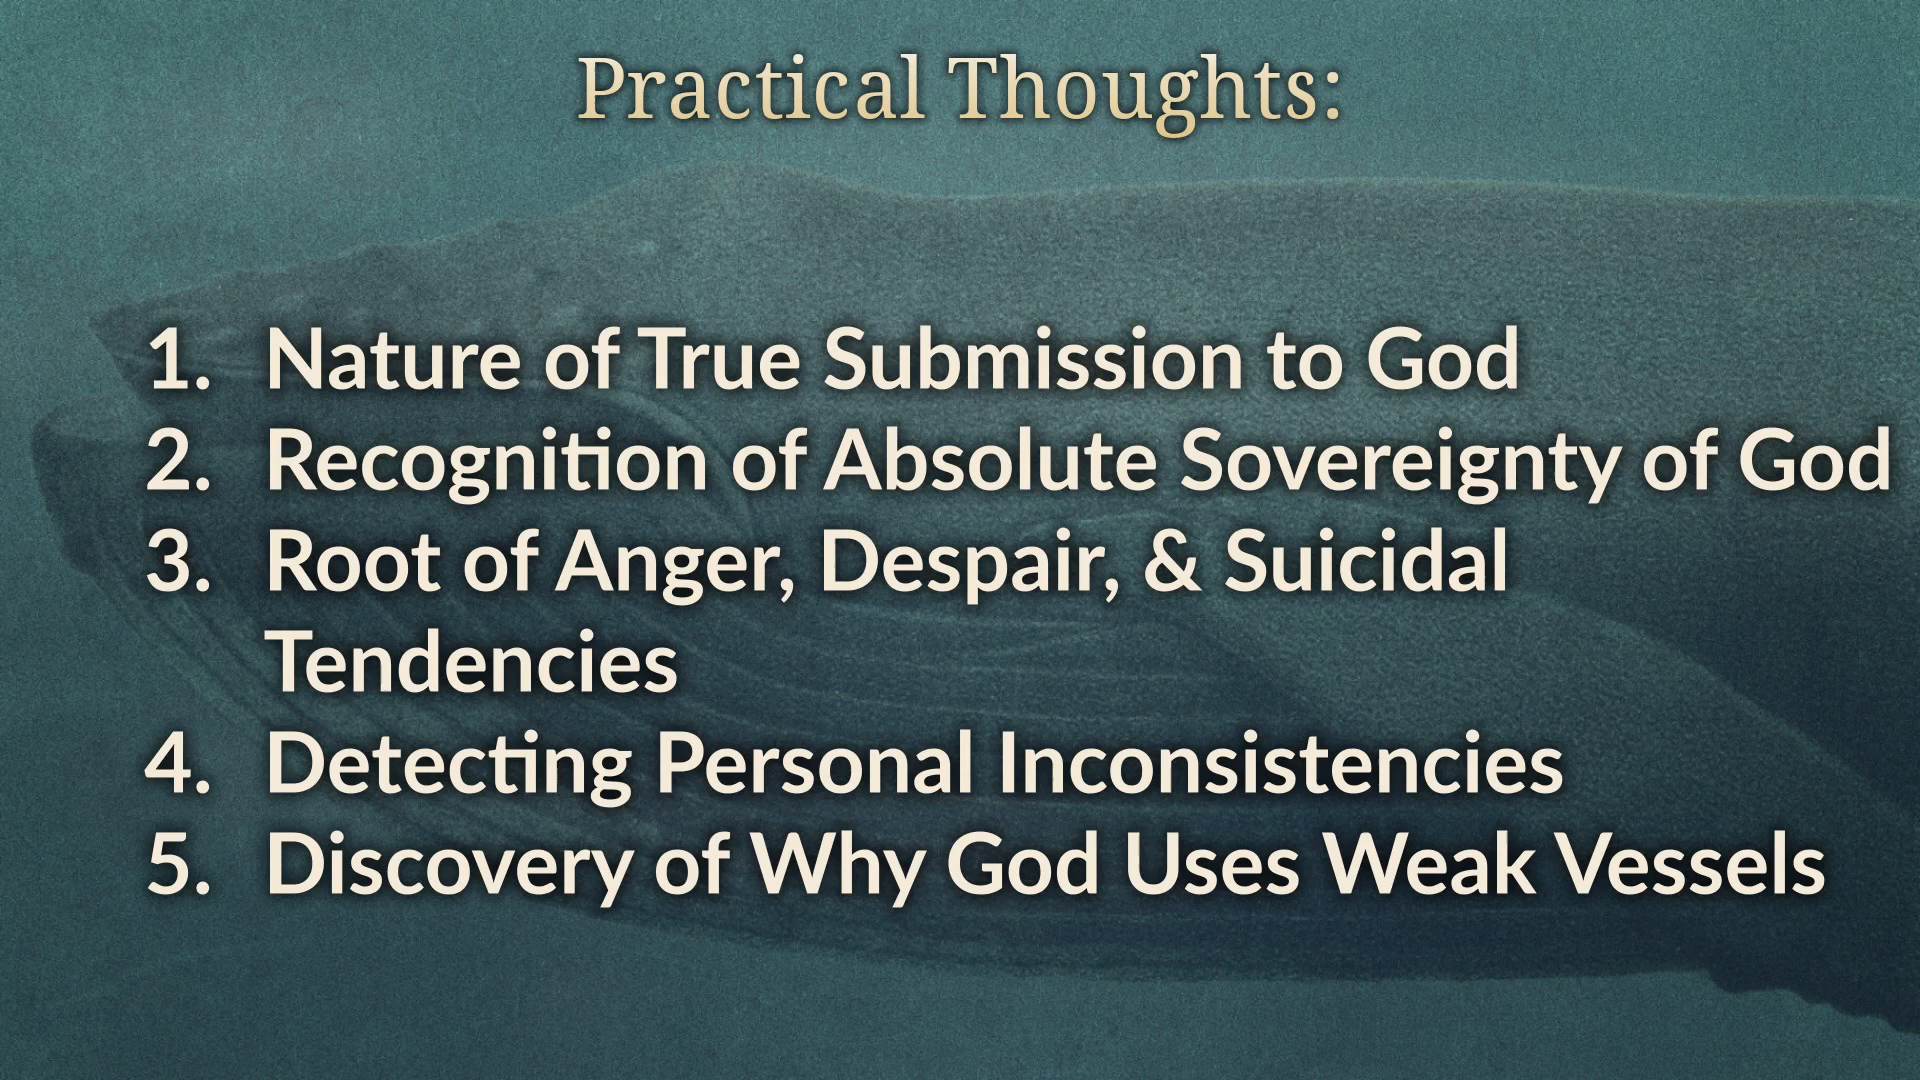 Practical Thoughts:
1. Nature of True Submission to God
2. Recognition of Absolute Sovereignty of God
3. Root of Anger, Despair, & Suicidal
Tendencies
4. Detecting Personal Inconsistencies
5. Discovery of Why God Uses Weak Vessels